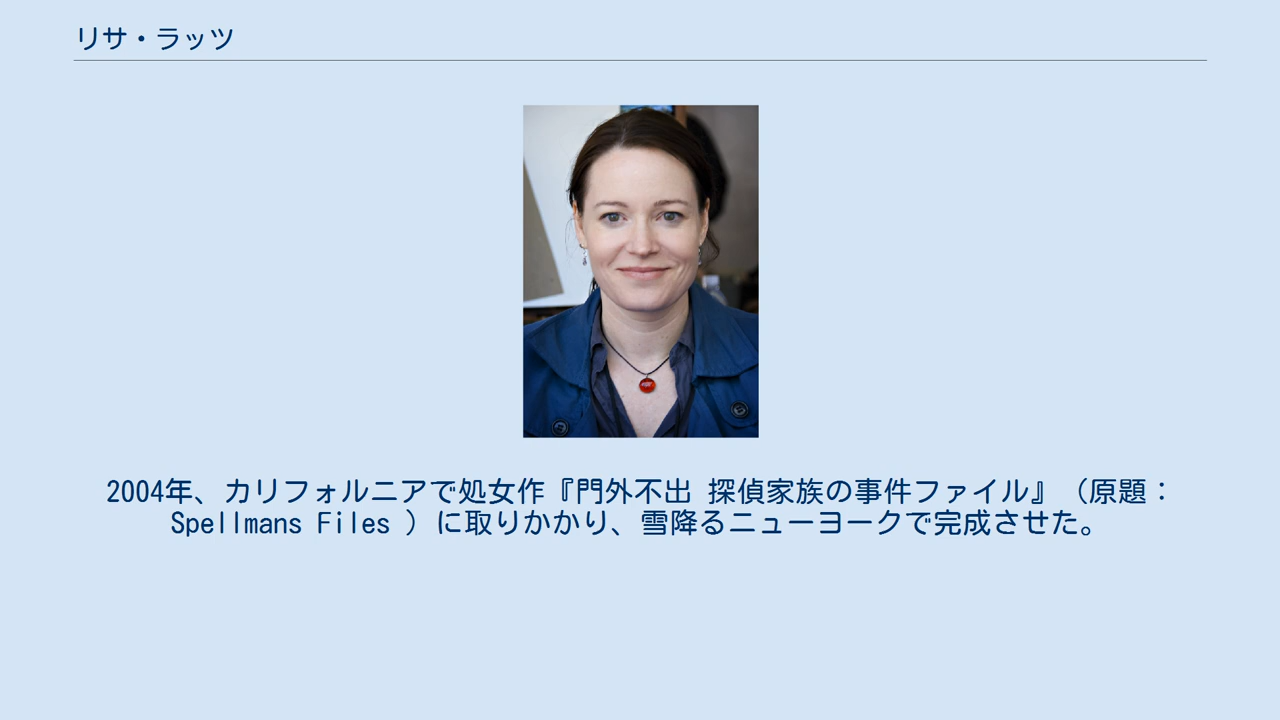 リサ・ラッツ
2004年、カリフォルニアで処女作『門外不出 探偵家族の事件ファイル』（原題：
Spellmans Files ）に取りかかり、雪降るニューヨークで完成させた。